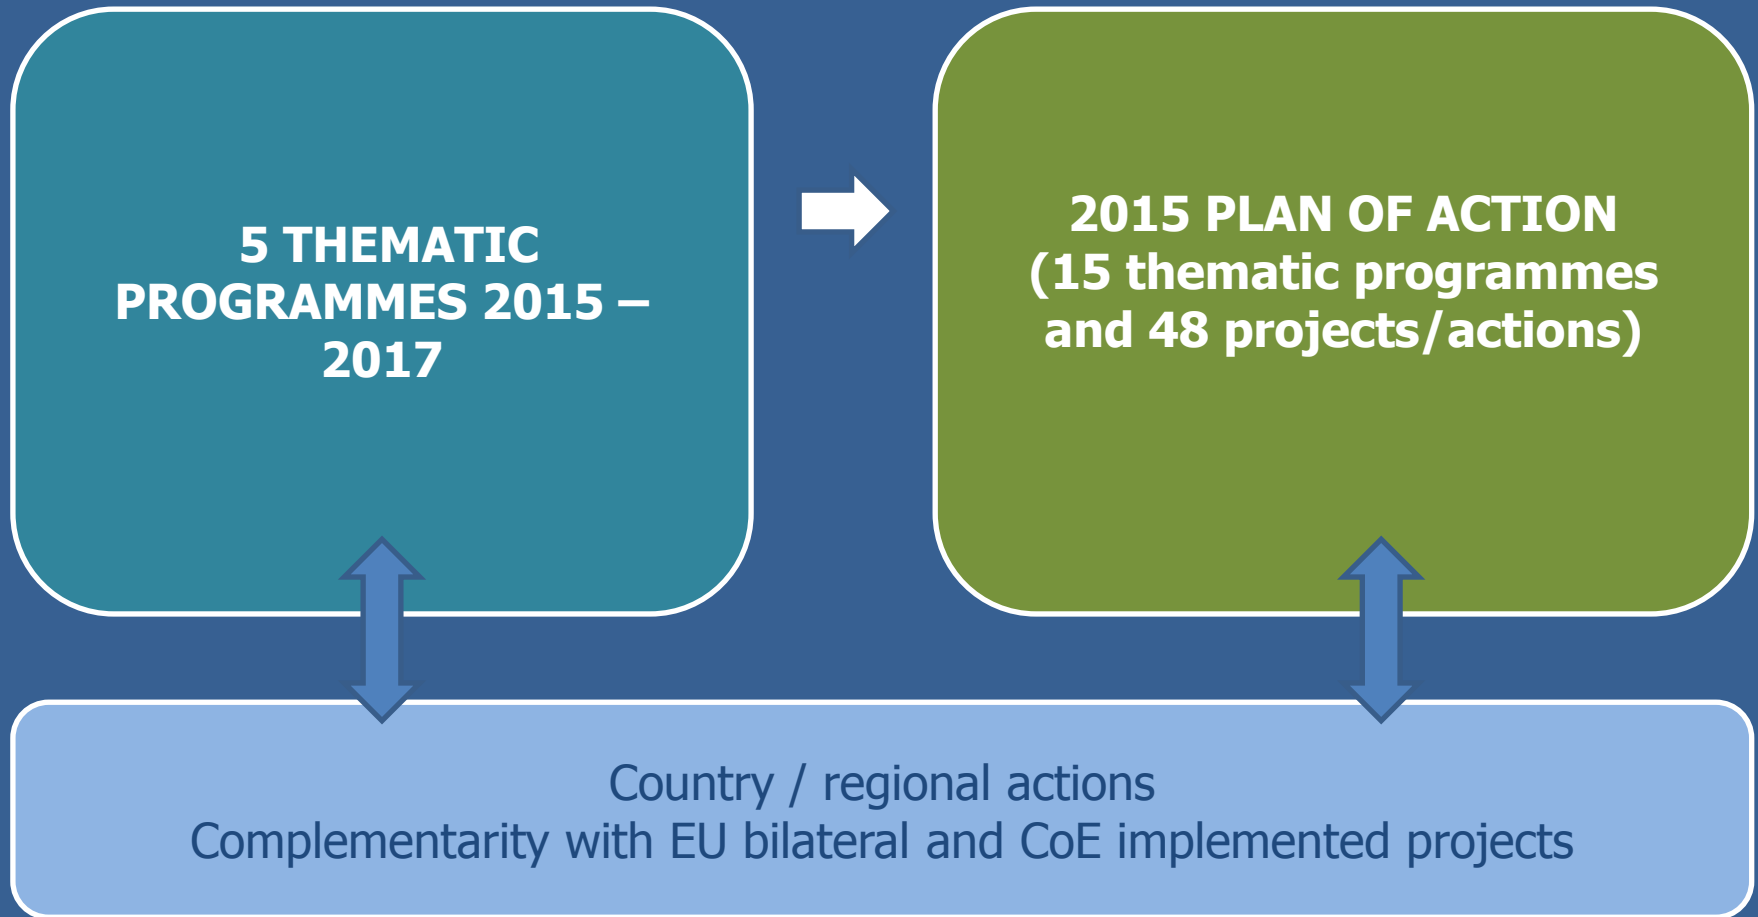 5 THEMATIC
PROGRAMMES 2015 –
2017
2015 PLAN OF ACTION
(15 thematic programmes
and 48 projects/actions)
Country / regional actions
Complementarity with EU bilateral and CoE implemented projects